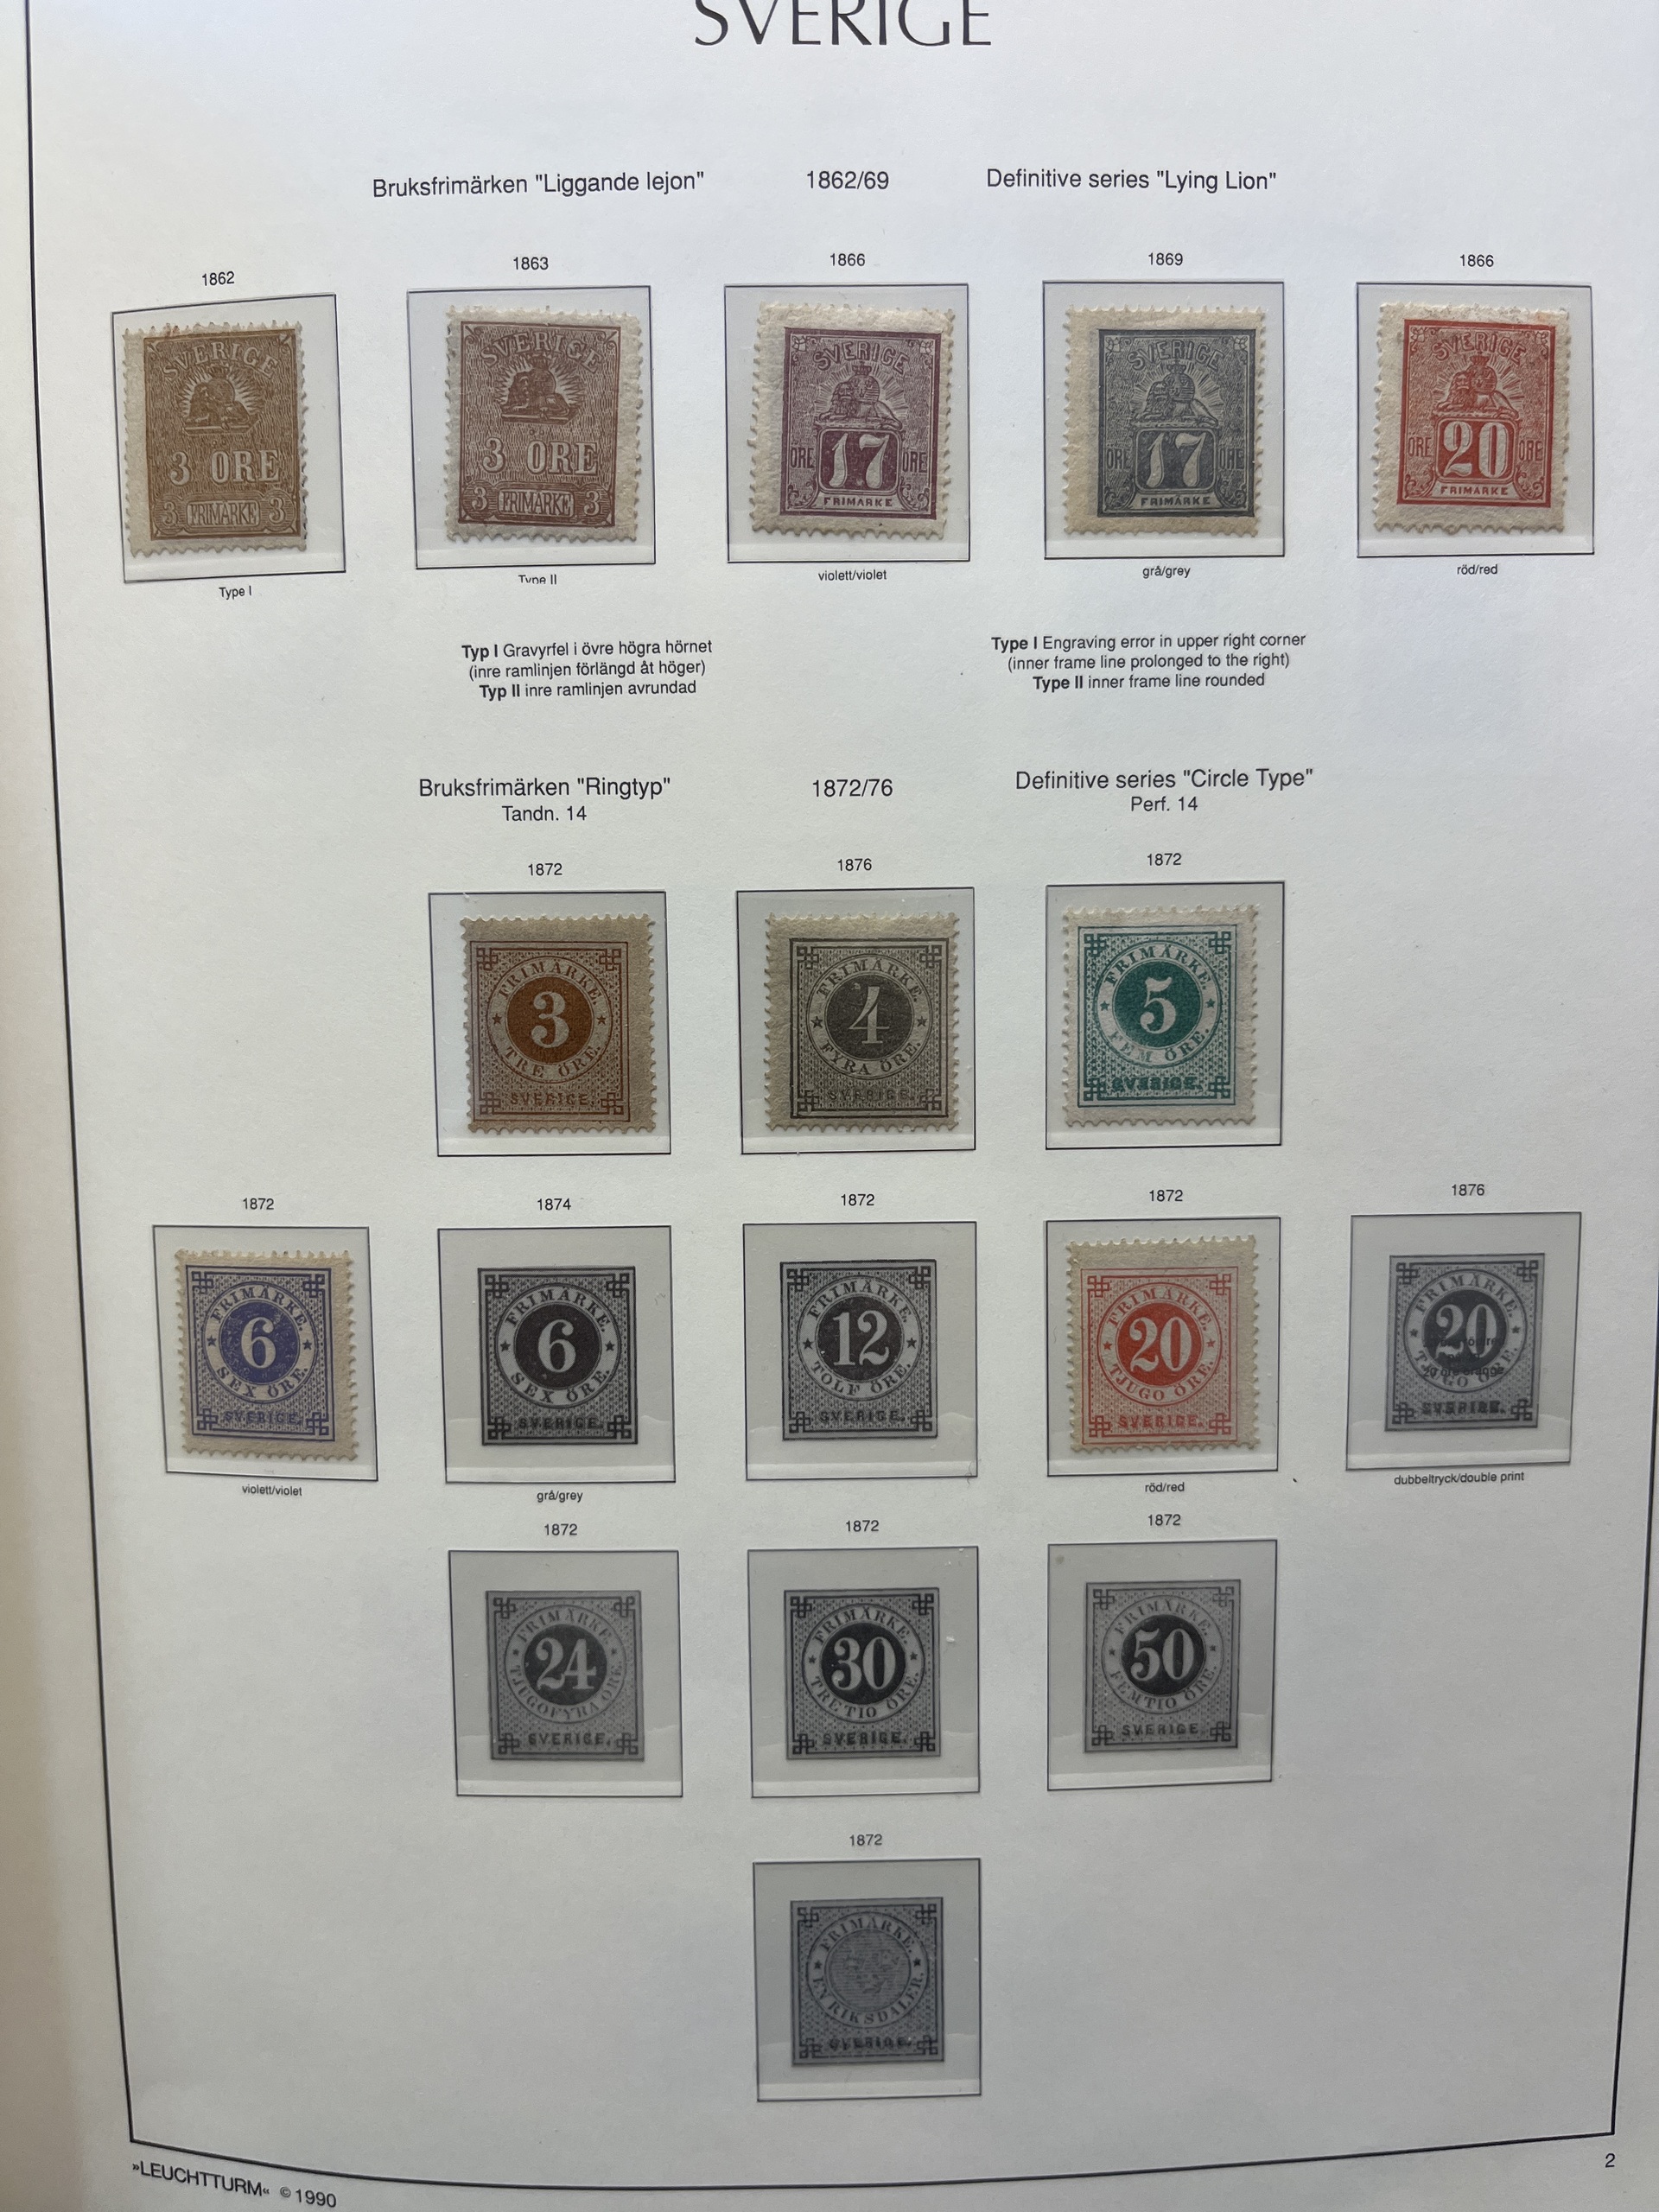 SVERIGE
Bruksfrimärken "Liggande lejon" 1862/69 Definitive series "Lying Lion"
1862 1863 1866 1869 1866
SVERIGE
3 ÖRE
3 FRIMÄRKE 3
SVERIGE
3 ÖRE
3 FRIMÄRKE 3
SVERIGE
ÖRE 17 ÖRE
FRIMÄRKE
SVERIGE
ÖRE 17 ÖRE
FRIMÄRKE
SVERIGE
ÖRE 20 ÖRE
FRIMÄRKE
Type I Type II violett/violet grå/grey röd/red
Typ I Gravyrfel i övre högra hörnet
(inre ramlinjen förlängd åt höger)
Typ II inre ramlinjen avrundad
Type I Engraving error in upper right corner
(inner frame line prolonged to the right)
Type II inner frame line rounded
Bruksfrimärken "Ringtyp" 1872/76 Definitive series "Circle Type"
Tandn. 14 Perf. 14
1872 1876 1872
FRIMÄRKE.
3
TRE ÖRE.
SVERIGE.
FRIMÄRKE.
4
FYRA ÖRE.
SVERIGE.
FRIMÄRKE.
5
FEM ÖRE.
SVERIGE.
1872 1874 1872 1872 1876
FRIMÄRKE.
6
SEX ÖRE.
SVERIGE.
FRIMÄRKE.
6
SEX ÖRE.
SVERIGE.
FRIMÄRKE.
12
TOLF ÖRE.
SVERIGE.
FRIMÄRKE.
20
TJUGO ÖRE.
SVERIGE.
FRIMÄRKE.
20
SVERIGE.
violett/violet grå/grey röd/red dubbeltryck/double print
1872 1872 1872
FRIMÄRKE
24
TJUGOFYRA ÖRE.
SVERIGE.
FRIMÄRKE.
30
TRETIO ÖRE.
SVERIGE.
FRIMÄRKE.
50
FEMTIO ÖRE.
SVERIGE.
1872
FRIMÄRKE.
EN RIKSDALER.
SVERIGE.
»LEUCHTTURM« © 1990 2